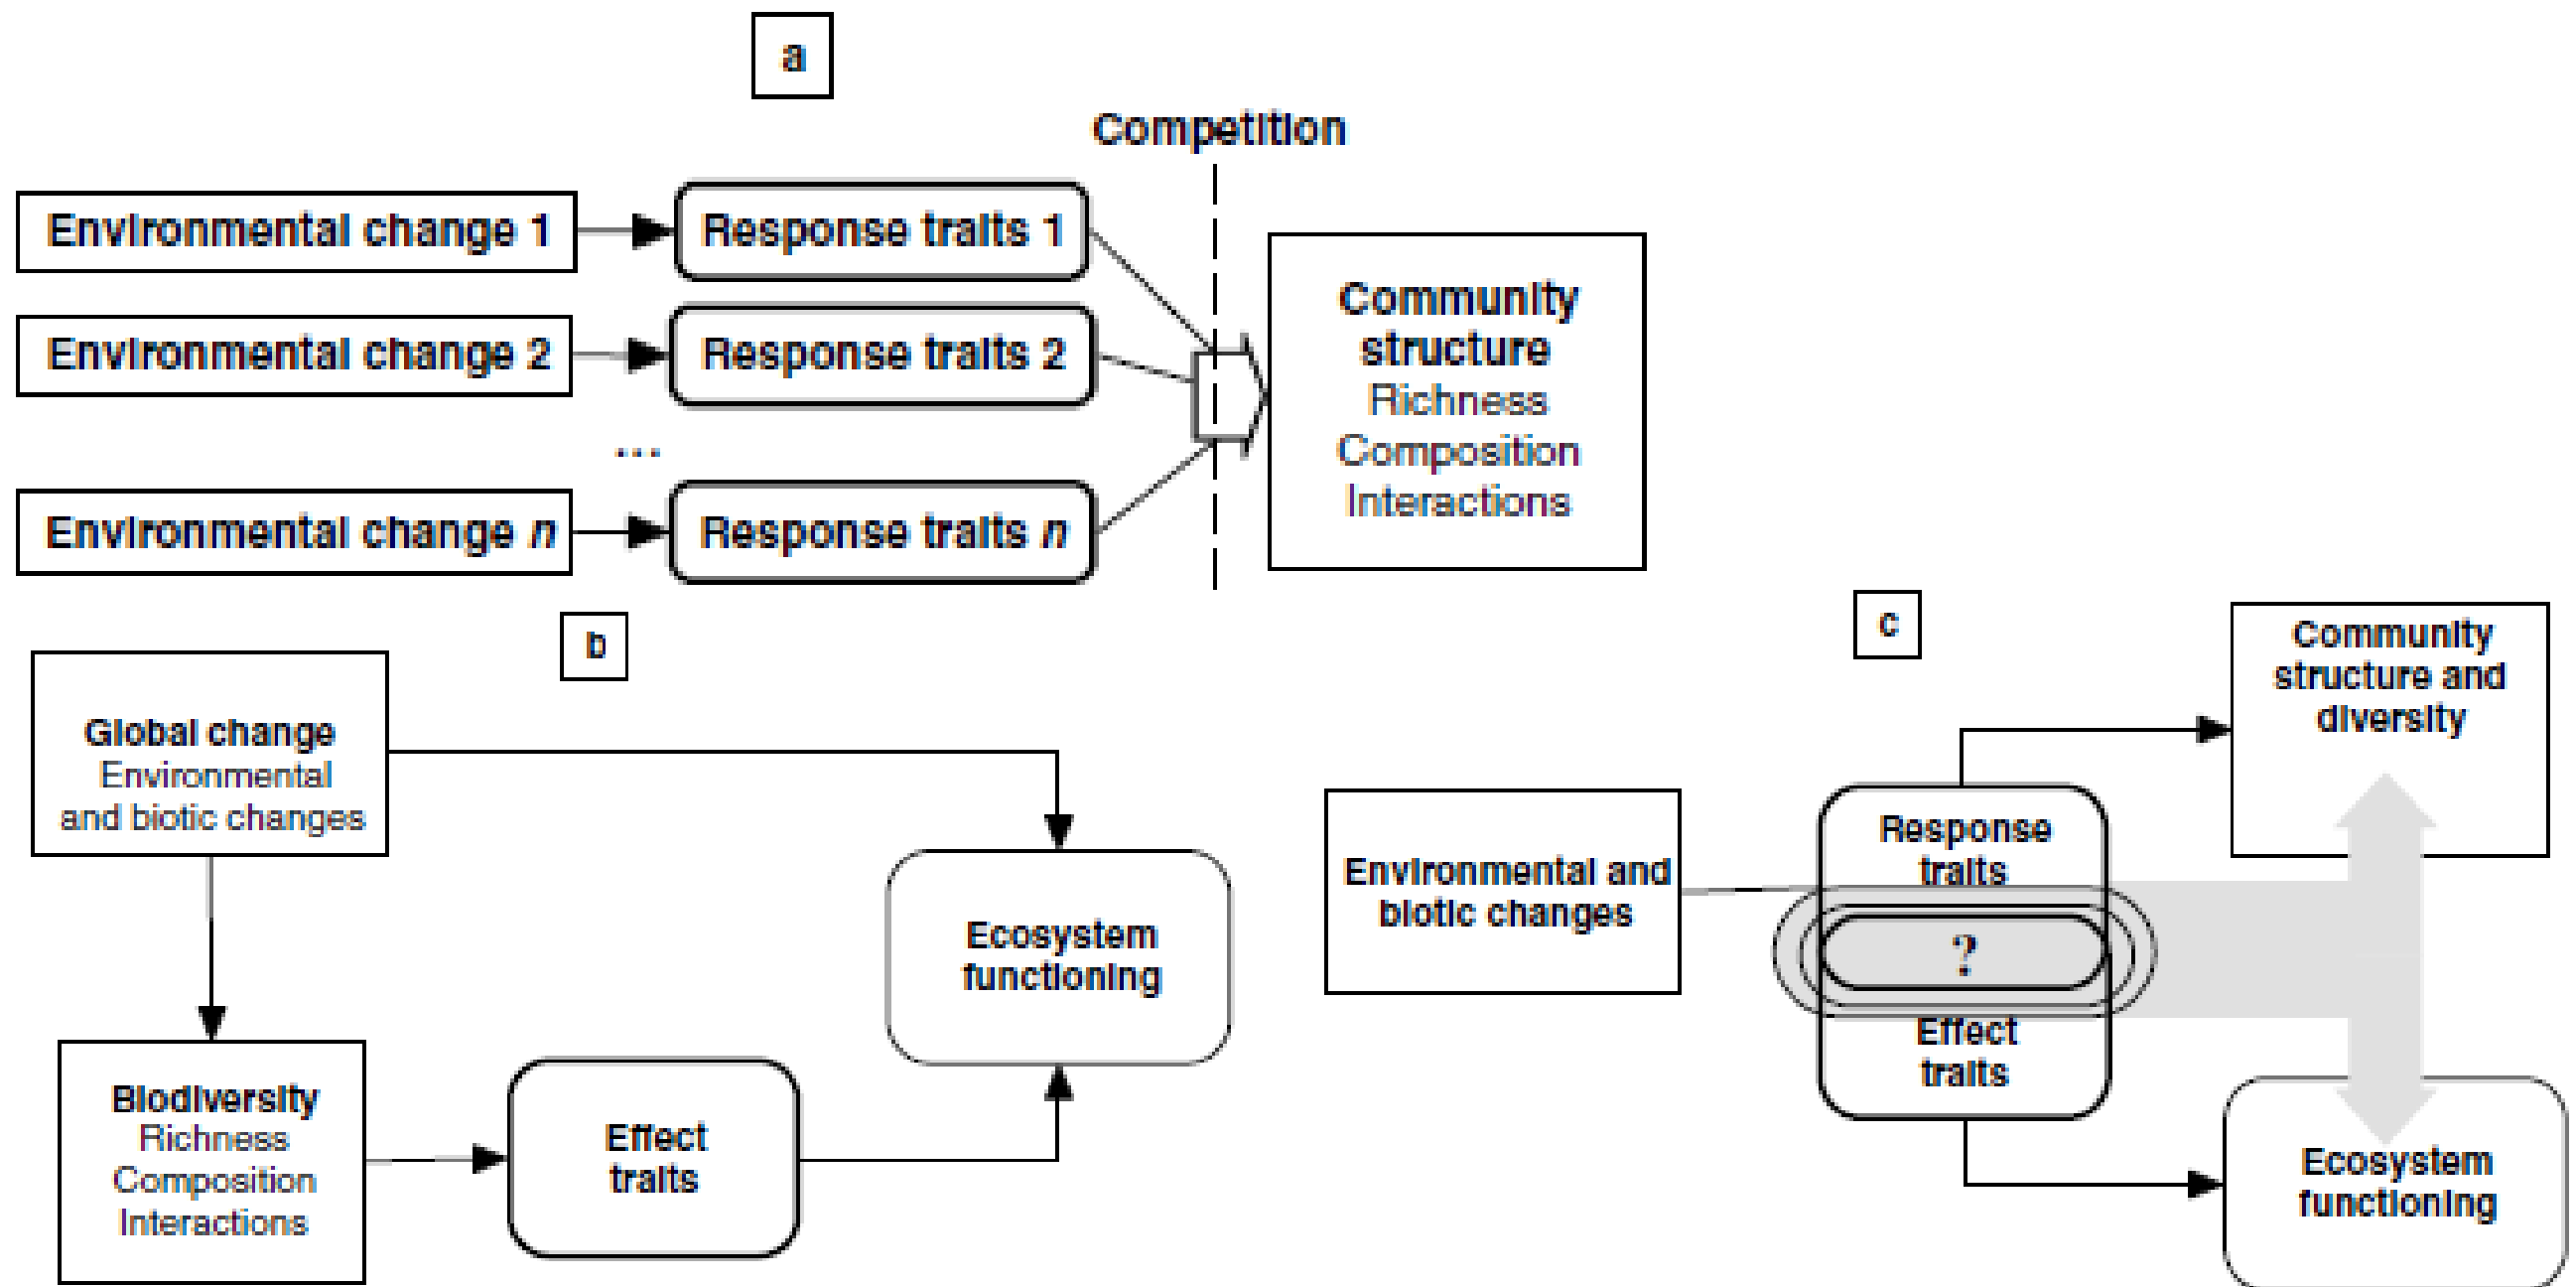 a
Competition
Environmental change 1
Response traits 1
Environmental change 2
Response traits 2
...
Environmental change n
Response traits n
Community
structure
Richness
Composition
Interactions
b
Global change
Environmental
and biotic changes
Ecosystem
functioning
Biodiversity
Richness
Composition
Interactions
Effect
traits
c
Community
structure and
diversity
Environmental and
biotic changes
Response
traits
?
Effect
traits
Ecosystem
functioning